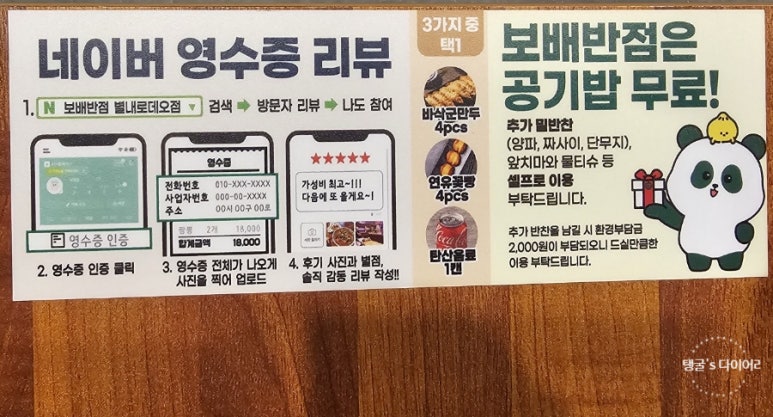 네이버 영수증 리뷰
1. N 보배반점 별내로데오점 ▼ 검색 ➡ 방문자 리뷰 ➡ 나도 참여
영수증 인증
2. 영수증 인증 클릭
영수증
전화번호 010-XXX-XXXX
사업자번호 000-00-XXXX
주소 00시 00구 00로
짬뽕 2개 18,000
합계금액 18,000
3. 영수증 전체가 나오게
사진을 찍어 업로드
★★★★★
가성비 최고~!!!
다음에 또 올게요~!
4. 후기 사진과 별점,
솔직 감동 리뷰 작성!!
3가지 중
택1
바삭군만두
4pcs
연유꽃빵
4pcs
탄산음료
1캔
보배반점은
공기밥 무료!
추가 밑반찬
(양파, 짜사이, 단무지),
앞치마와 물티슈 등
셀프로 이용
부탁드립니다.
추가 반찬을 남길 시 환경부담금
2,000원이 부담되오니 드실만큼한
이용 부탁드립니다.
탱굴's 다이어리